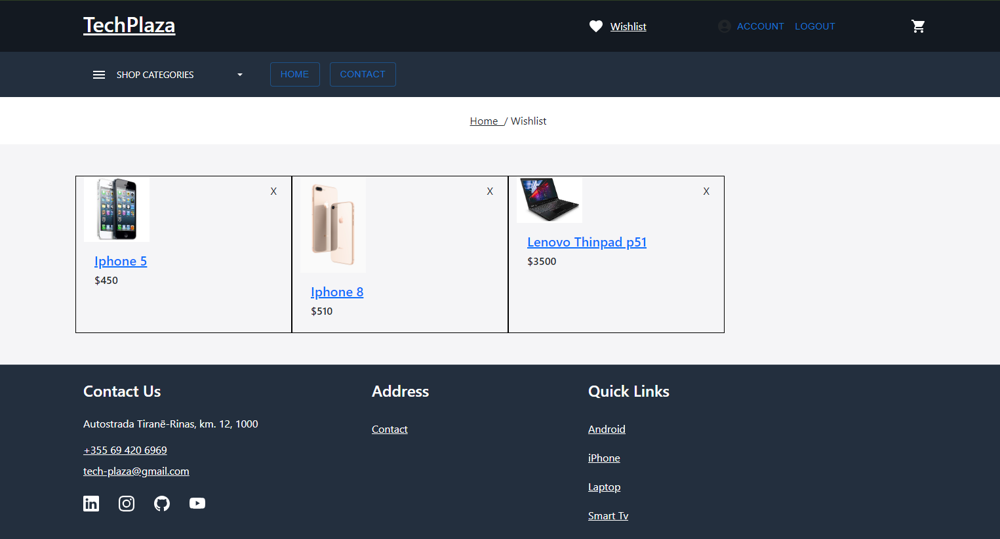 TechPlaza
Wishlist
ACCOUNT
LOGOUT
SHOP CATEGORIES
HOME
CONTACT
Home / Wishlist
X
Iphone 5
$450
X
Iphone 8
$510
X
Lenovo Thinpad p51
$3500
Contact Us
Autostrada Tiranë-Rinas, km. 12, 1000
+355 69 420 6969
tech-plaza@gmail.com
Address
Contact
Quick Links
Android
iPhone
Laptop
Smart Tv